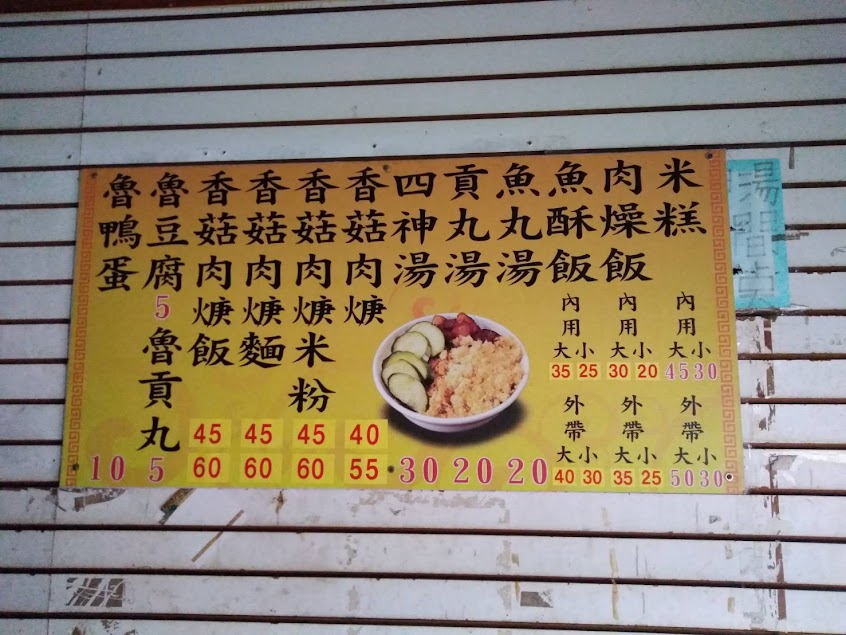 米糕
內用
大小
45 30
外帶
大小
50 30
肉燥飯
內用
大小
30 20
外帶
大小
35 25
魚酥飯
內用
大小
35 25
外帶
大小
40 30
魚丸湯
20
貢丸湯
20
四神湯
30
香菇肉焿
40
55
香菇肉焿米粉
45
60
香菇肉焿麵
45
60
香菇肉焿飯
45
60
魯豆腐
5
魯貢丸
5
魯鴨蛋
10